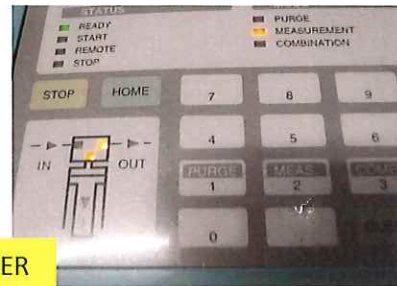 STATUS
READY
START
REMOTE
STOP
PURGE
MEASUREMENT
COMBINATION
STOP
HOME
7
8
9
4
5
6
IN
OUT
PURGE
1
MEAS
2
3
0
ER